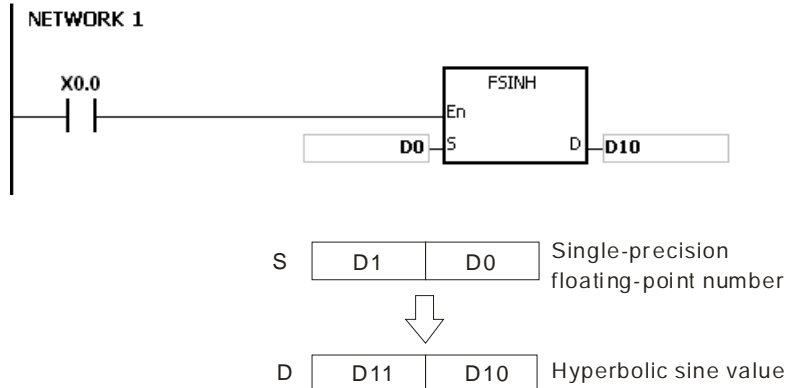 NETWORK 1
X0.0
FSINH
En
D0 S D D10
S D1 D0 Single-precision
floating-point number
D D11 D10 Hyperbolic sine value